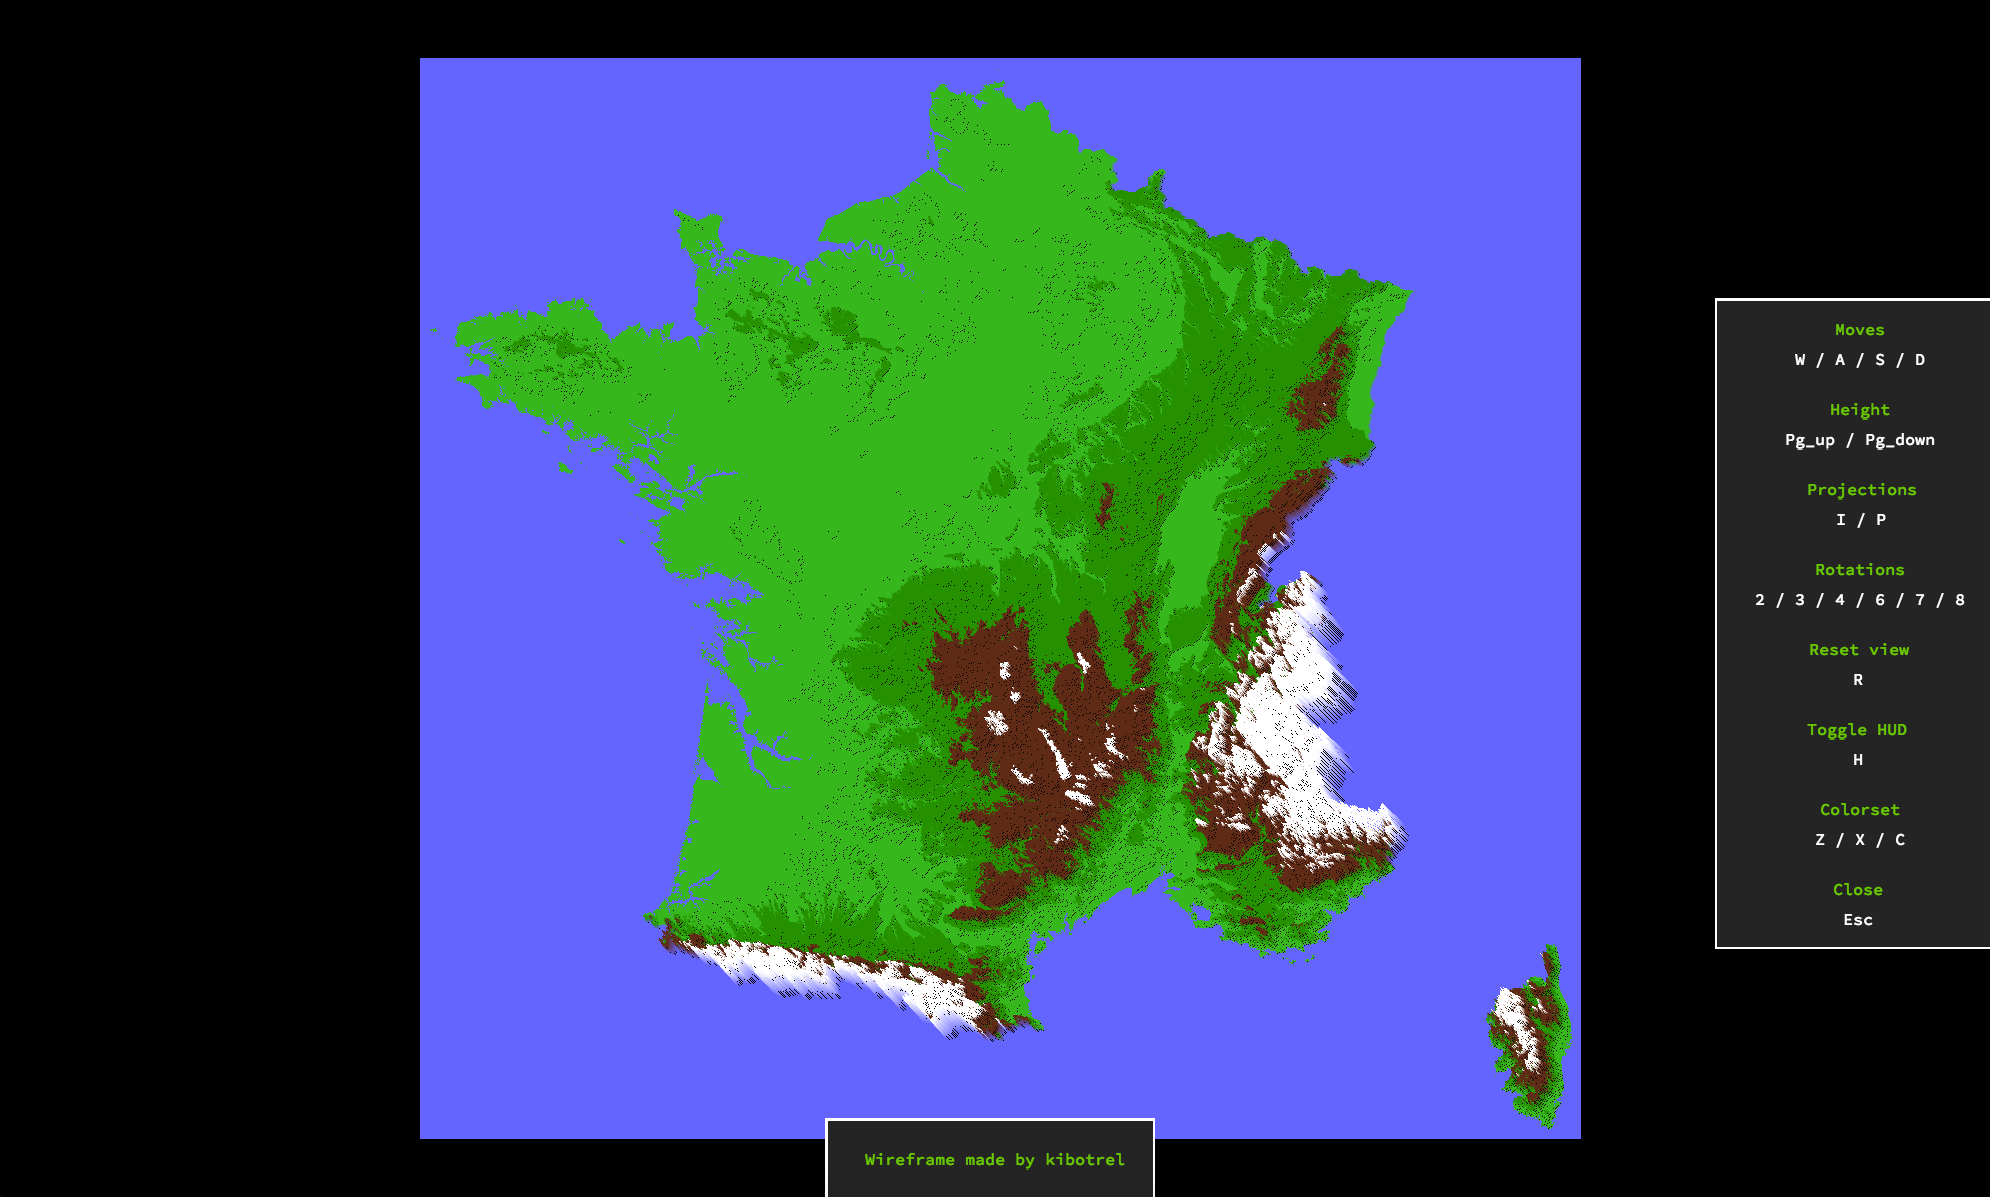 Moves
W / A / S / D
Height
Pg_up / Pg_down
Projections
I / P
Rotations
2 / 3 / 4 / 6 / 7 / 8
Reset view
R
Toggle HUD
H
Colorset
Z / X / C
Close
Esc
Wireframe made by kibotrel